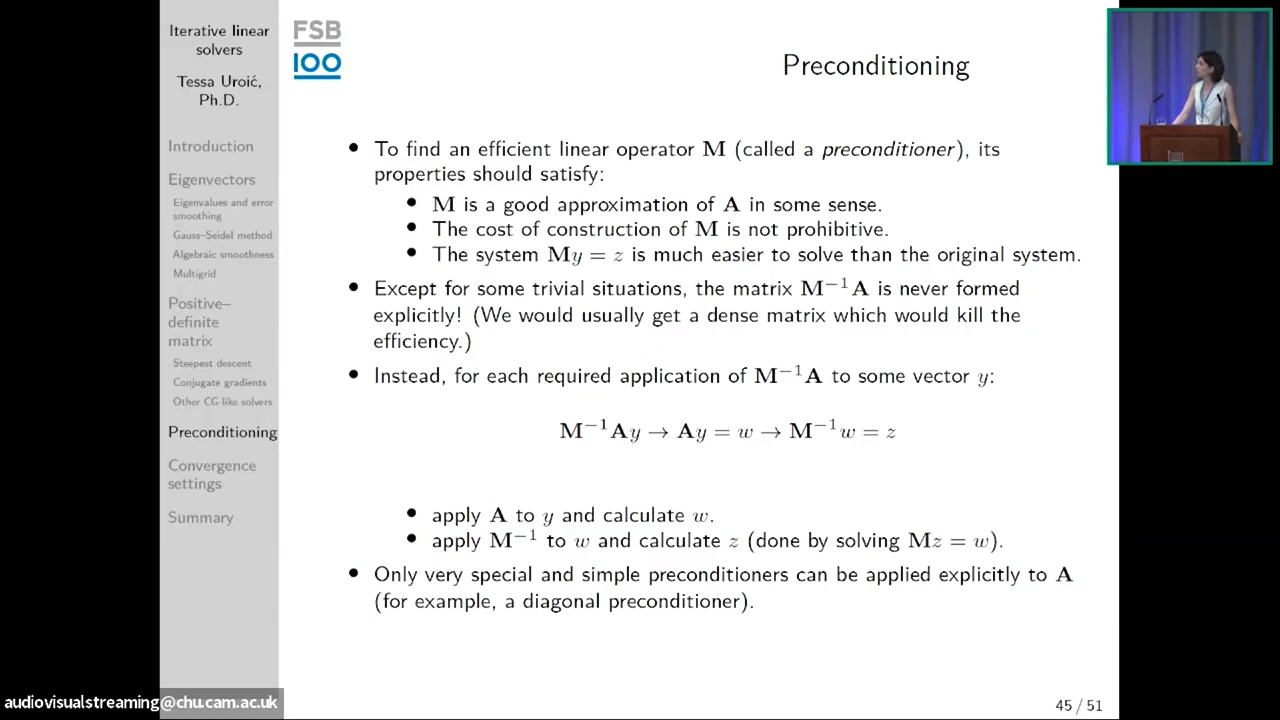 Iterative linear
solvers
Tessa Uroić,
Ph.D.
Introduction
Eigenvectors
Eigenvalues and error
smoothing
Gauss–Seidel method
Algebraic smoothness
Multigrid
Positive–
definite
matrix
Steepest descent
Conjugate gradients
Other CG-like solvers
Preconditioning
Convergence
settings
Summary
FSB
100
Preconditioning
• To find an efficient linear operator M (called a preconditioner), its
properties should satisfy:
• M is a good approximation of A in some sense.
• The cost of construction of M is not prohibitive.
• The system My = z is much easier to solve than the original system.
• Except for some trivial situations, the matrix M⁻¹A is never formed
explicitly! (We would usually get a dense matrix which would kill the
efficiency.)
• Instead, for each required application of M⁻¹A to some vector y:
M⁻¹Ay → Ay = w → M⁻¹w = z
• apply A to y and calculate w.
• apply M⁻¹ to w and calculate z (done by solving Mz = w).
• Only very special and simple preconditioners can be applied explicitly to A
(for example, a diagonal preconditioner).
audiovisualstreaming@chu.cam.ac.uk
45 / 51